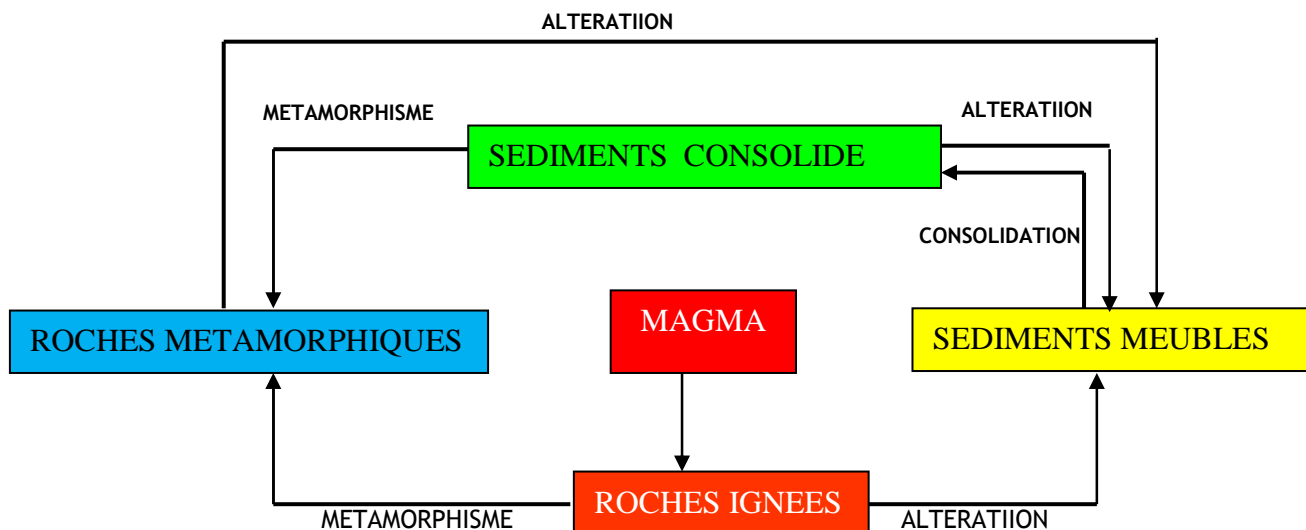 ALTERATIION
METAMORPHISME
ALTERATIION
SEDIMENTS CONSOLIDE
CONSOLIDATION
MAGMA
ROCHES METAMORPHIQUES
SEDIMENTS MEUBLES
ROCHES IGNEES
METAMORPHISME
ALTERATIION